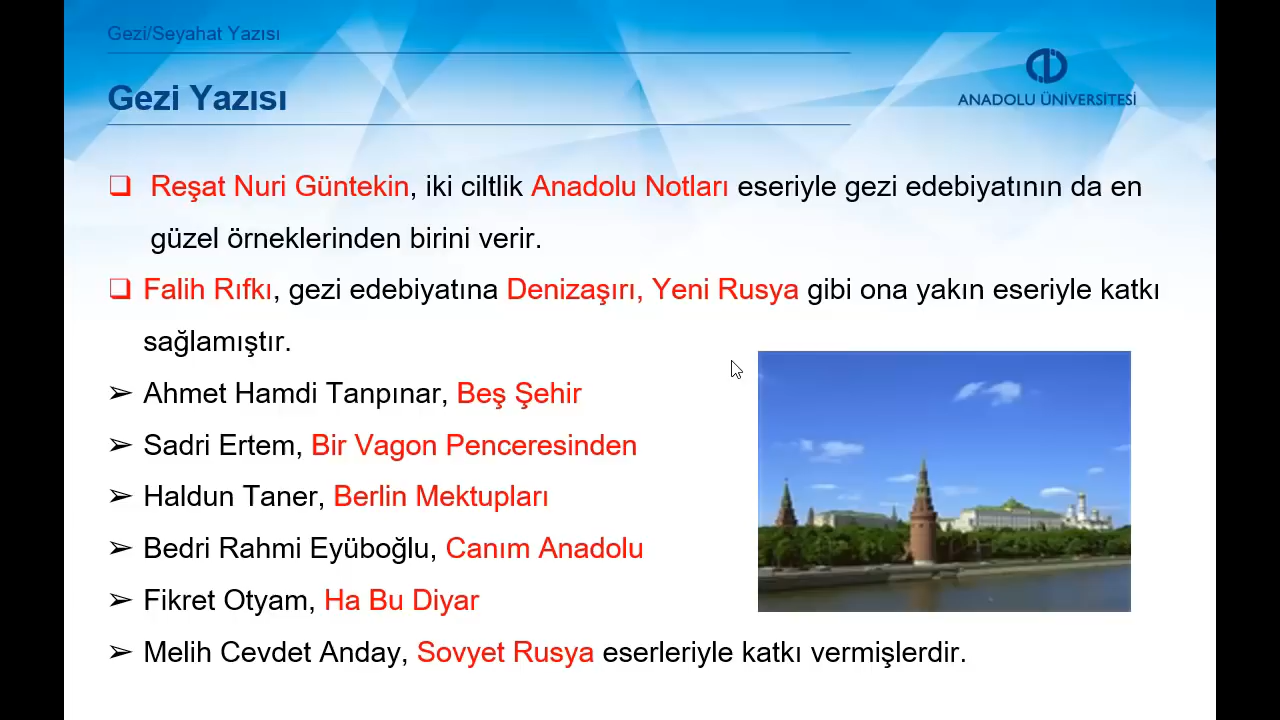 Gezi/Seyahat Yazısı
Gezi Yazısı
ANADOLU ÜNİVERSİTESİ
❑ Reşat Nuri Güntekin, iki ciltlik Anadolu Notları eseriyle gezi edebiyatının da en
güzel örneklerinden birini verir.
❑ Falih Rıfkı, gezi edebiyatına Denizaşırı, Yeni Rusya gibi ona yakın eseriyle katkı
sağlamıştır.
➢ Ahmet Hamdi Tanpınar, Beş Şehir
➢ Sadri Ertem, Bir Vagon Penceresinden
➢ Haldun Taner, Berlin Mektupları
➢ Bedri Rahmi Eyüboğlu, Canım Anadolu
➢ Fikret Otyam, Ha Bu Diyar
➢ Melih Cevdet Anday, Sovyet Rusya eserleriyle katkı vermişlerdir.